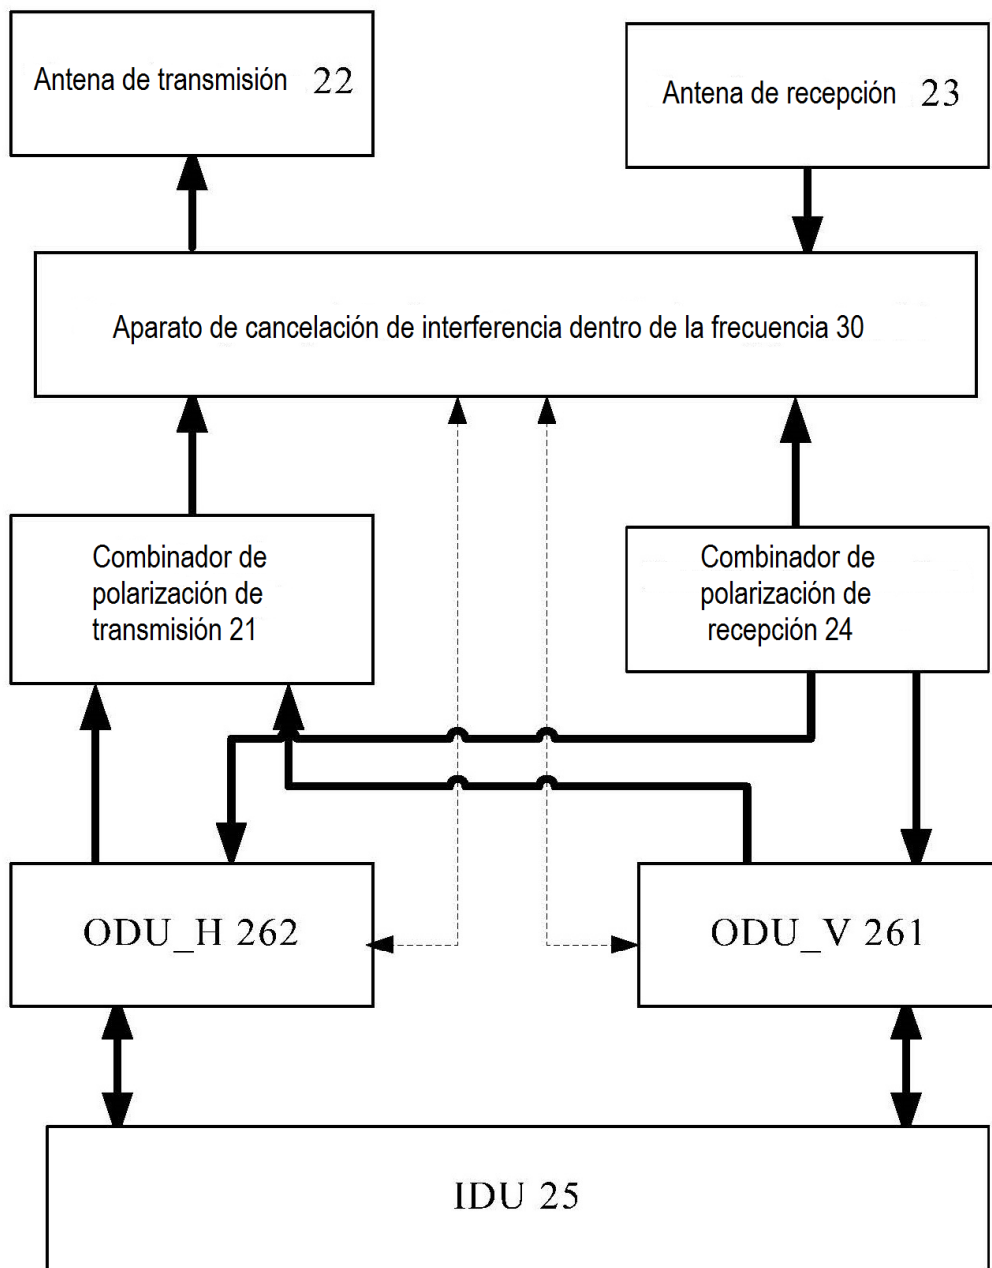 Antena de transmisión 22
Antena de recepción 23
Aparato de cancelación de interferencia dentro de la frecuencia 30
Combinador de
polarización de
transmisión 21
Combinador de
polarización de
recepción 24
ODU_H 262
ODU_V 261
IDU 25